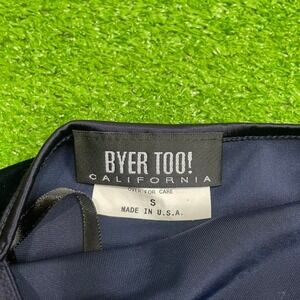 BYER TOO!
CALIFORNIA
OVER FOR CARE
S
MADE IN U.S.A.